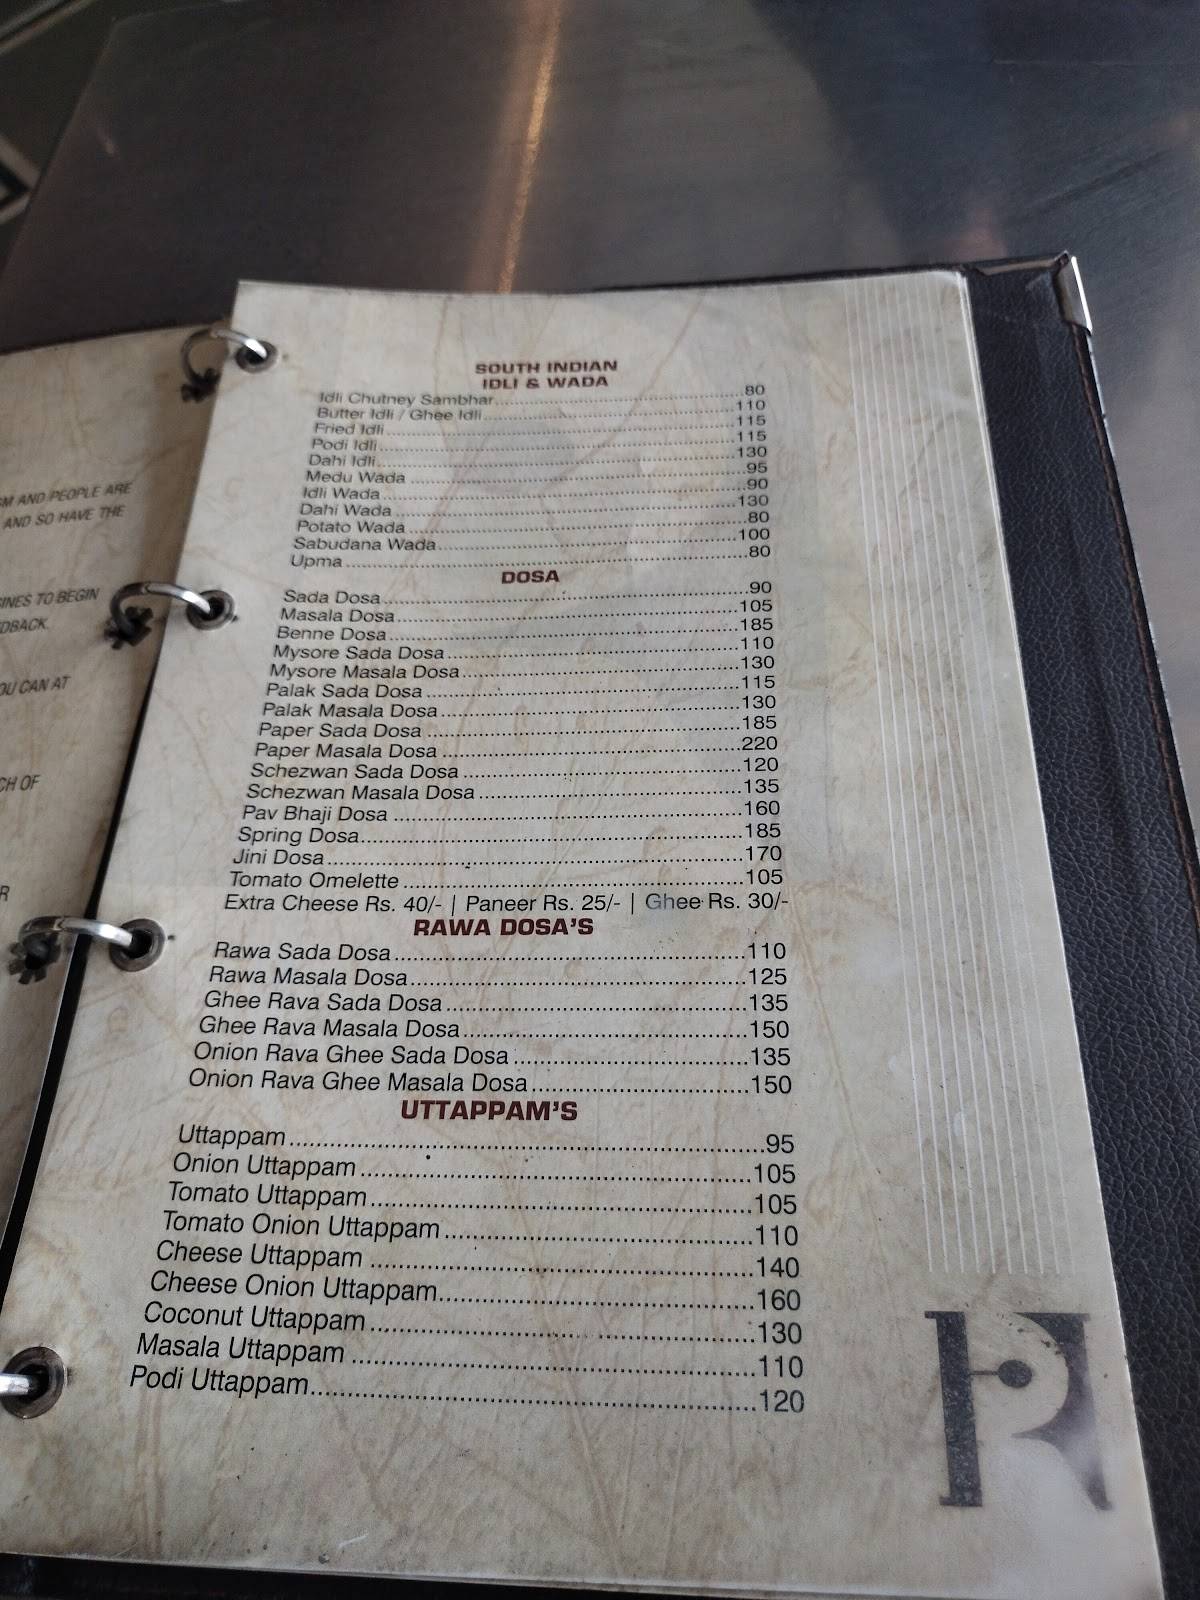 SM AND PEOPLE ARE
AND SO HAVE THE
SINES TO BEGIN
DBACK.
OU CAN AT
CH OF
R
SOUTH INDIAN
IDLI & WADA
Idli Chutney Sambhar 80
Butter Idli / Ghee Idli 110
Fried Idli 115
Podi Idli 115
Dahi Idli 130
Medu Wada 95
Idli Wada 90
Dahi Wada 130
Potato Wada 80
Sabudana Wada 100
Upma 80
DOSA
Sada Dosa 90
Masala Dosa 105
Benne Dosa 185
Mysore Sada Dosa 110
Mysore Masala Dosa 130
Palak Sada Dosa 115
Palak Masala Dosa 130
Paper Sada Dosa 185
Paper Masala Dosa 220
Schezwan Sada Dosa 120
Schezwan Masala Dosa 135
Pav Bhaji Dosa 160
Spring Dosa 185
Jini Dosa 170
Tomato Omelette 105
Extra Cheese Rs. 40/- | Paneer Rs. 25/- | Ghee Rs. 30/-
RAWA DOSA'S
Rawa Sada Dosa 110
Rawa Masala Dosa 125
Ghee Rava Sada Dosa 135
Ghee Rava Masala Dosa 150
Onion Rava Ghee Sada Dosa 135
Onion Rava Ghee Masala Dosa 150
UTTAPPAM'S
Uttappam 95
Onion Uttappam 105
Tomato Uttappam 105
Tomato Onion Uttappam 110
Cheese Uttappam 140
Cheese Onion Uttappam 160
Coconut Uttappam 130
Masala Uttappam 110
Podi Uttappam 120